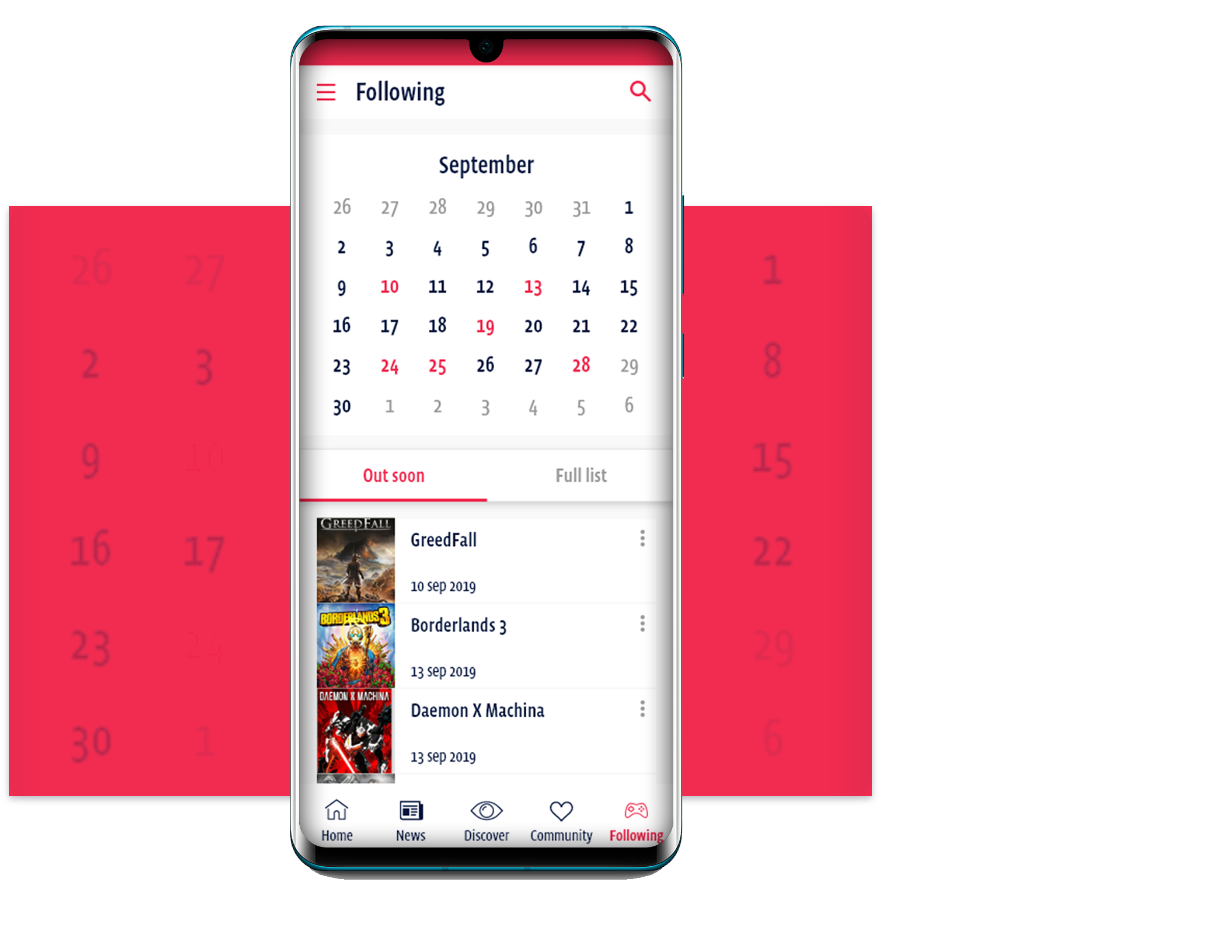 Following
September
26 27 28 29 30 31 1
2 3 4 5 6 7 8
9 10 11 12 13 14 15
16 17 18 19 20 21 22
23 24 25 26 27 28 29
30 1 2 3 4 5 6
Out soon Full list
GREEDFALL
GreedFall
10 sep 2019
BORDERLANDS 3
Borderlands 3
13 sep 2019
DAEMON X MACHINA
Daemon X Machina
13 sep 2019
Home News Discover Community Following
26 27 1
2 3 8
9 10 15
16 17 22
23 24 29
30 1 6